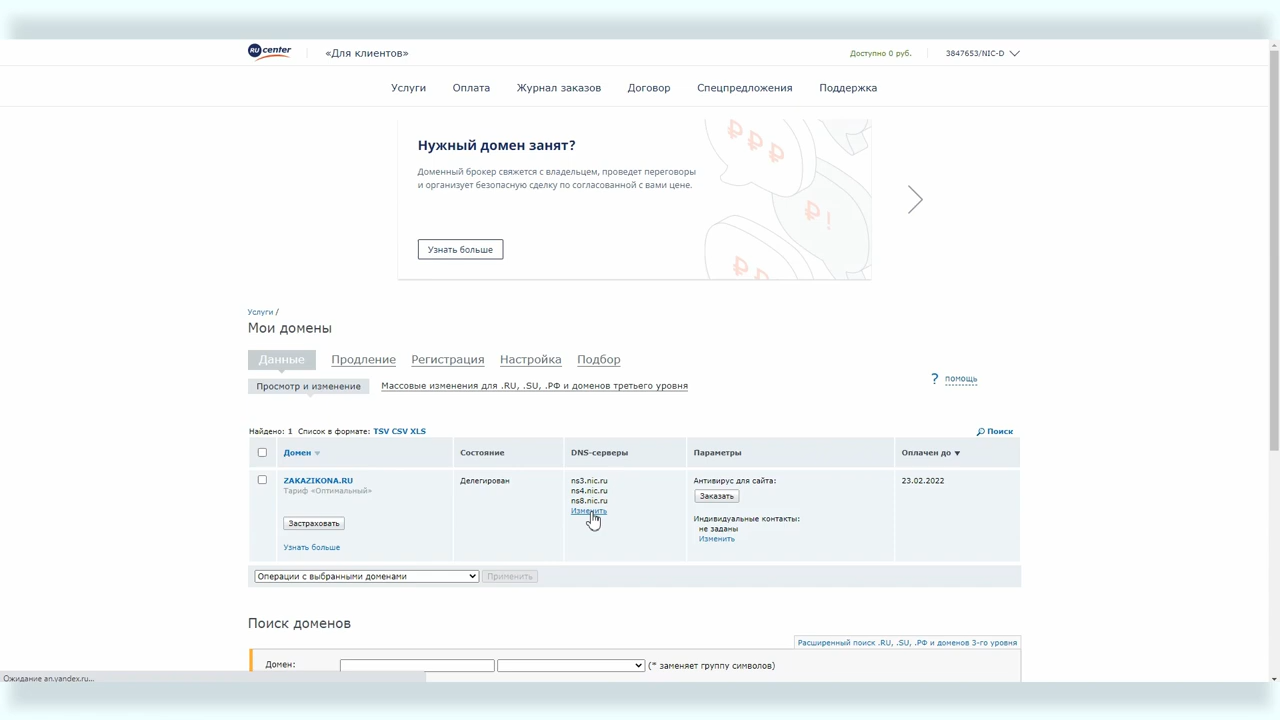 RU center
«Для клиентов»
Доступно 0 руб.
3847653/NIC-D
Услуги Оплата Журнал заказов Договор Спецпредложения Поддержка
Нужный домен занят?
Доменный брокер свяжется с владельцем, проведет переговоры
и организует безопасную сделку по согласованной с вами цене.
Узнать больше
Услуги /
Мои домены
Данные Продление Регистрация Настройка Подбор
Просмотр и изменение Массовые изменения для .RU, .SU, .РФ и доменов третьего уровня
? помощь
Найдено: 1 Список в формате: TSV CSV XLS
Поиск
Домен Состояние DNS-серверы Параметры Оплачен до
ZAKAZIKONA.RU
Тариф «Оптимальный»
Застраховать
Узнать больше
Делегирован
ns3.nic.ru
ns4.nic.ru
ns8.nic.ru
Изменить
Антивирус для сайта:
Заказать
Индивидуальные контакты:
не заданы
Изменить
23.02.2022
Операции с выбранными доменами Применить
Поиск доменов
Расширенный поиск .RU, .SU, .РФ и доменов 3-го уровня
Домен: (* заменяет группу символов)
Ожидание an.yandex.ru...